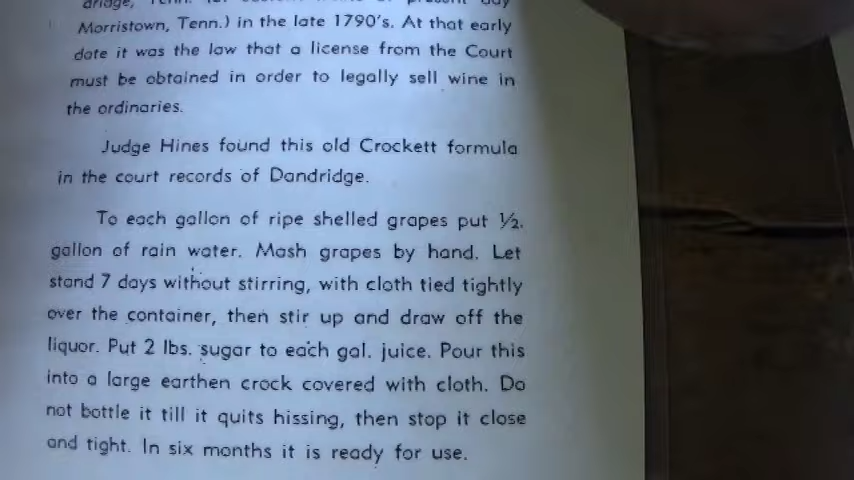 Morristown, Tenn.) in the late 1790's. At that early
date it was the law that a license from the Court
must be obtained in order to legally sell wine in
the ordinaries.
Judge Hines found this old Crockett formula
in the court records of Dandridge.
To each gallon of ripe shelled grapes put ½.
gallon of rain water. Mash grapes by hand. Let
stand 7 days without stirring, with cloth tied tightly
over the container, then stir up and draw off the
liquor. Put 2 lbs. sugar to each gal. juice. Pour this
into a large earthen crock covered with cloth. Do
not bottle it till it quits hissing, then stop it close
and tight. In six months it is ready for use.